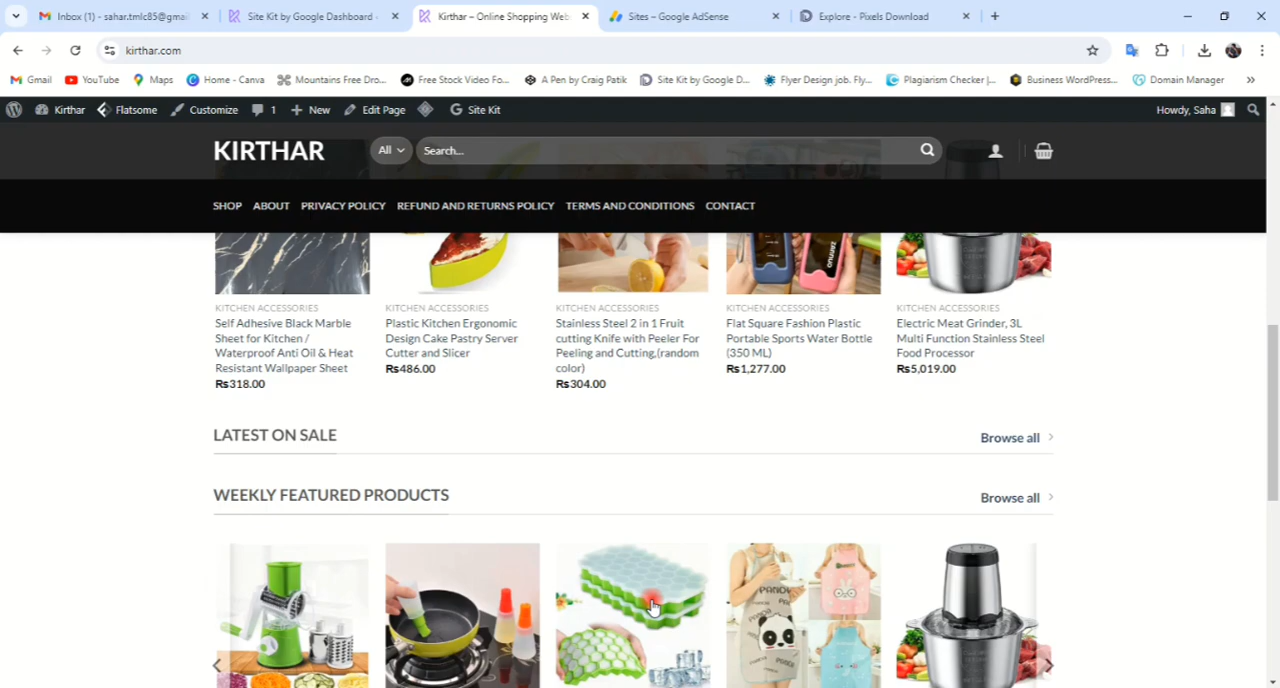 Inbox (1) - sahar.tmlc85@gmail
Site Kit by Google Dashboard -
Kirthar – Online Shopping Web
Sites – Google AdSense
Explore - Pixels Download
kirthar.com
Gmail
YouTube
Maps
Home - Canva
Mountains Free Dro...
Free Stock Video Fo...
A Pen by Craig Patik
Site Kit by Google D...
Flyer Design job. Fly...
Plagiarism Checker |...
Business WordPress...
Domain Manager
»
Kirthar
Flatsome
Customize
1
New
Edit Page
Site Kit
Howdy, Saha
KIRTHAR
All
Search...
SHOP
ABOUT
PRIVACY POLICY
REFUND AND RETURNS POLICY
TERMS AND CONDITIONS
CONTACT
KITCHEN ACCESSORIES
Self Adhesive Black Marble
Sheet for Kitchen /
Waterproof Anti Oil & Heat
Resistant Wallpaper Sheet
₨318.00
KITCHEN ACCESSORIES
Plastic Kitchen Ergonomic
Design Cake Pastry Server
Cutter and Slicer
₨486.00
KITCHEN ACCESSORIES
Stainless Steel 2 in 1 Fruit
cutting Knife with Peeler For
Peeling and Cutting,(random
color)
₨304.00
KITCHEN ACCESSORIES
Flat Square Fashion Plastic
Portable Sports Water Bottle
(350 ML)
₨1,277.00
KITCHEN ACCESSORIES
Electric Meat Grinder, 3L
Multi Function Stainless Steel
Food Processor
₨5,019.00
LATEST ON SALE
Browse all
WEEKLY FEATURED PRODUCTS
Browse all
PANDA